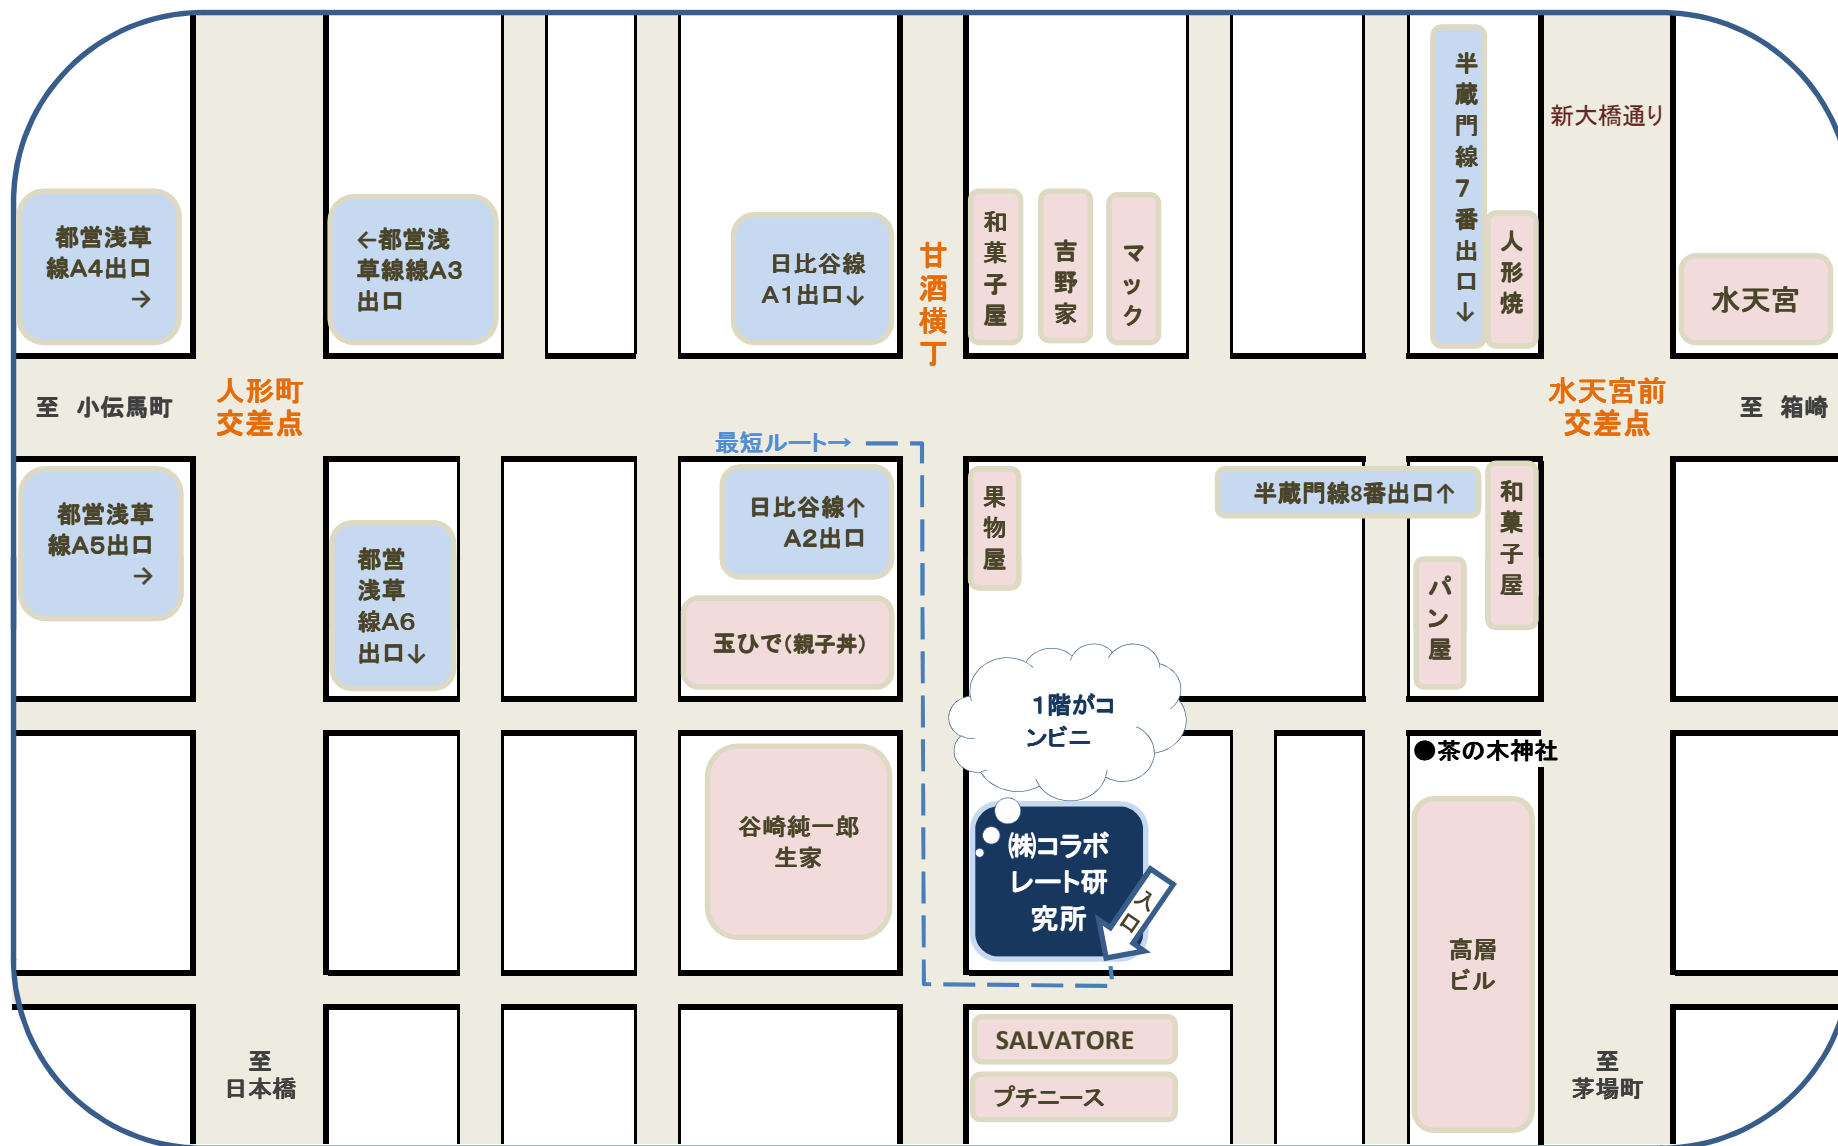 新大橋通り
半蔵門線7番出口↓
都営浅草
線A4出口
→
←都営浅
草線線A3
出口
日比谷線
A1出口↓
甘酒横丁
和菓子屋
吉野家
マック
人形焼
水天宮
至 小伝馬町
人形町
交差点
水天宮前
交差点
至 箱崎
最短ルート→
都営浅草
線A5出口
→
都営
浅草
線A6
出口↓
日比谷線↑
A2出口
玉ひで(親子丼)
果物屋
半蔵門線8番出口↑
和菓子屋
パン屋
1階がコ
ンビニ
●茶の木神社
谷崎純一郎
生家
㈱コラボ
レート研
究所
入口
高層
ビル
SALVATORE
プチニース
至
日本橋
至
茅場町